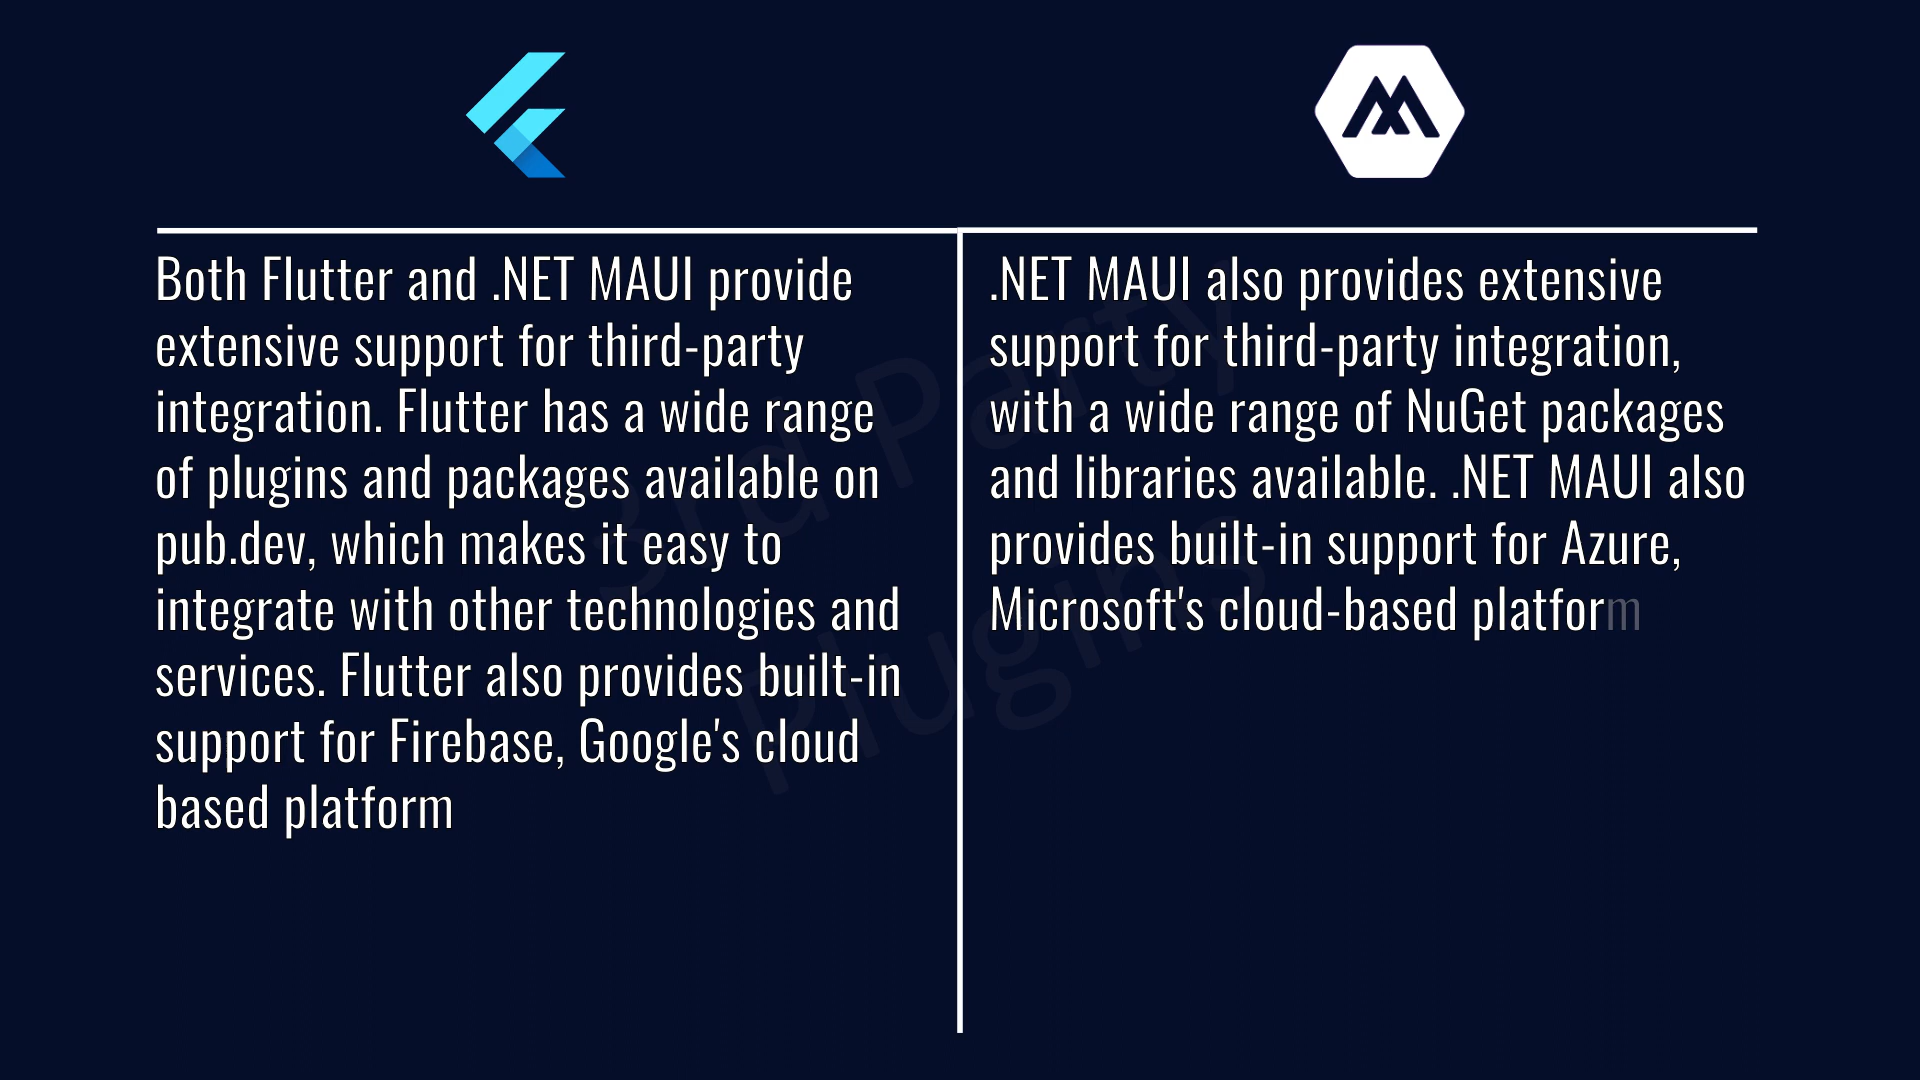 Both Flutter and .NET MAUI provide
extensive support for third-party
integration. Flutter has a wide range
of plugins and packages available on
pub.dev, which makes it easy to
integrate with other technologies and
services. Flutter also provides built-in
support for Firebase, Google's cloud
based platform
.NET MAUI also provides extensive
support for third-party integration,
with a wide range of NuGet packages
and libraries available. .NET MAUI also
provides built-in support for Azure,
Microsoft's cloud-based platform
3rd Party
Plugins